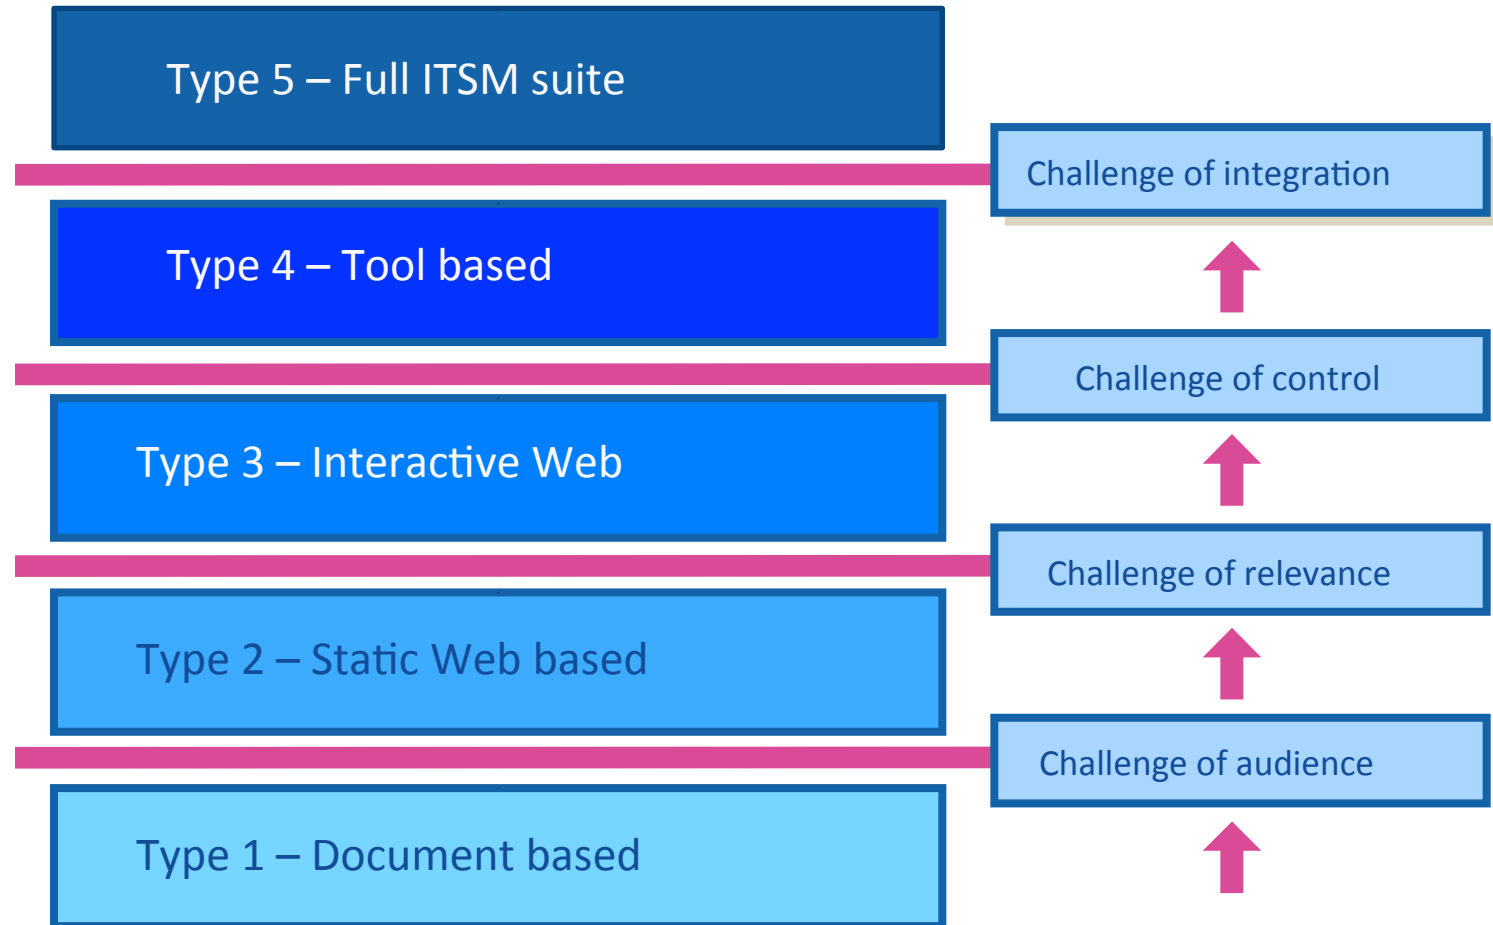 Type 5 – Full ITSM suite
Challenge of integration
Type 4 – Tool based
Challenge of control
Type 3 – Interactive Web
Challenge of relevance
Type 2 – Static Web based
Challenge of audience
Type 1 – Document based